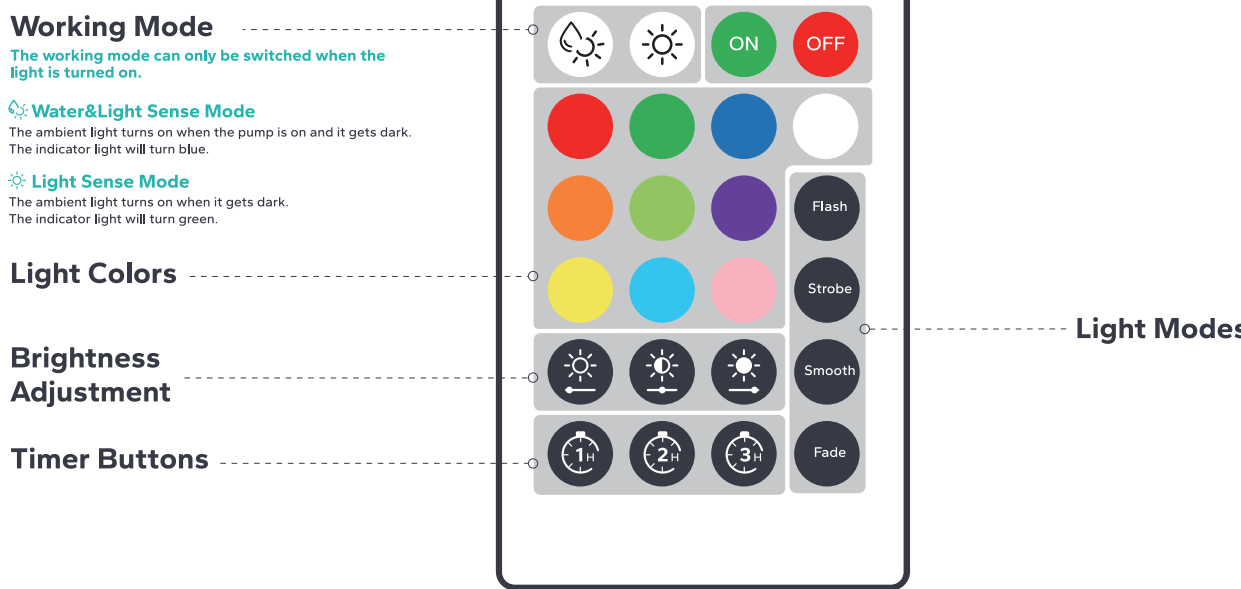 Working Mode
The working mode can only be switched when the
light is turned on.
Water&Light Sense Mode
The ambient light turns on when the pump is on and it gets dark.
The indicator light will turn blue.
Light Sense Mode
The ambient light turns on when it gets dark.
The indicator light will turn green.
Light Colors
Brightness
Adjustment
Timer Buttons
ON OFF
Flash
Strobe
Smooth
1H 2H 3H Fade
Light Modes